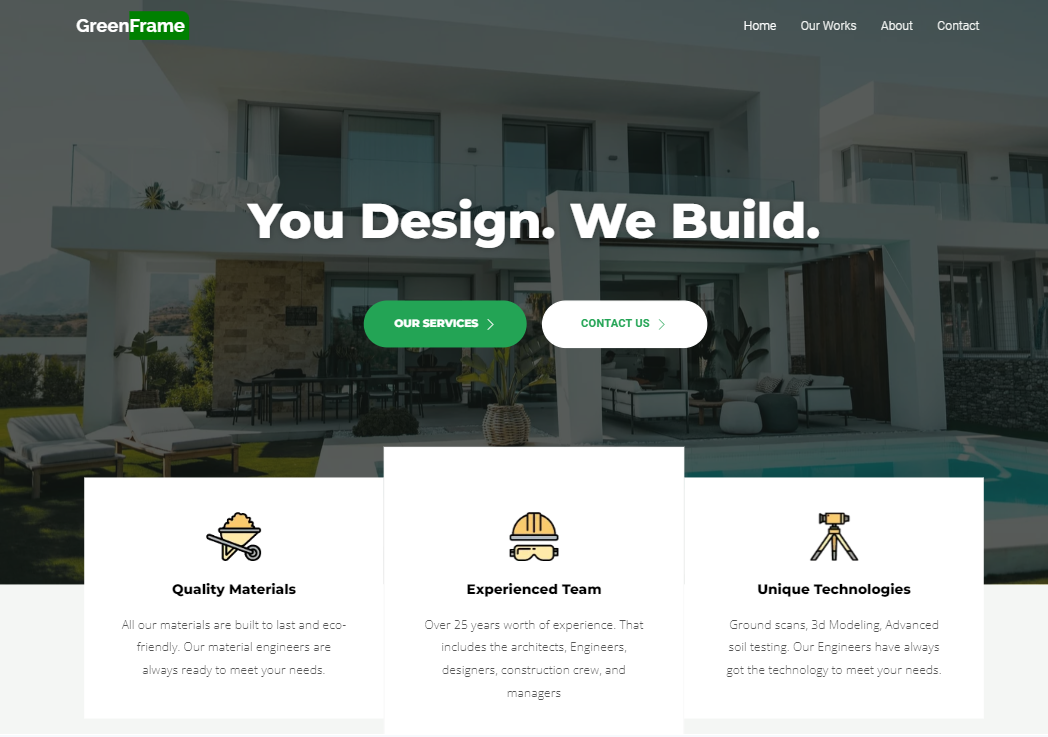 GreenFrame
Home Our Works About Contact
You Design. We Build.
OUR SERVICES
CONTACT US
Quality Materials
All our materials are built to last and eco-
friendly. Our material engineers are
always ready to meet your needs.
Experienced Team
Over 25 years worth of experience. That
includes the architects, Engineers,
designers, construction crew, and
managers
Unique Technologies
Ground scans, 3d Modeling, Advanced
soil testing. Our Engineers have always
got the technology to meet your needs.